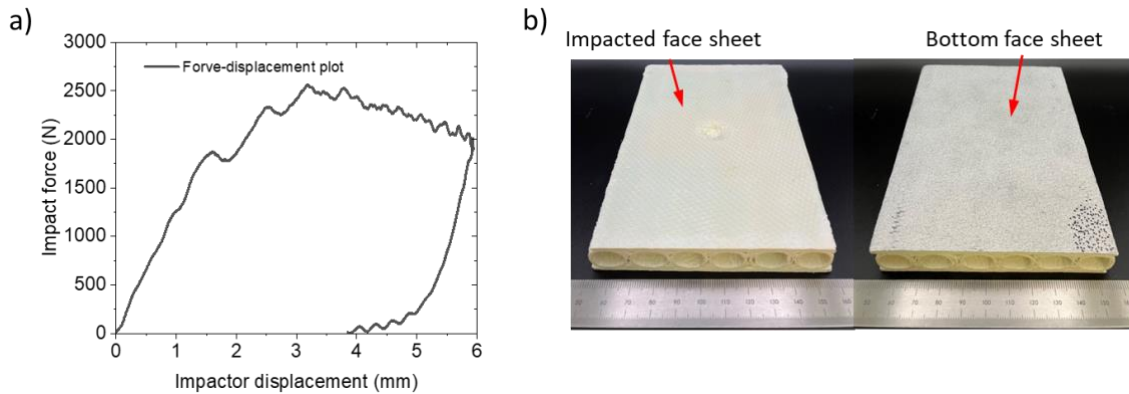 a)
3000
2500
2000
1500
1000
500
0
Impact force (N)
Forve-displacement plot
0 1 2 3 4 5 6
Impactor displacement (mm)
b)
Impacted face sheet
Bottom face sheet